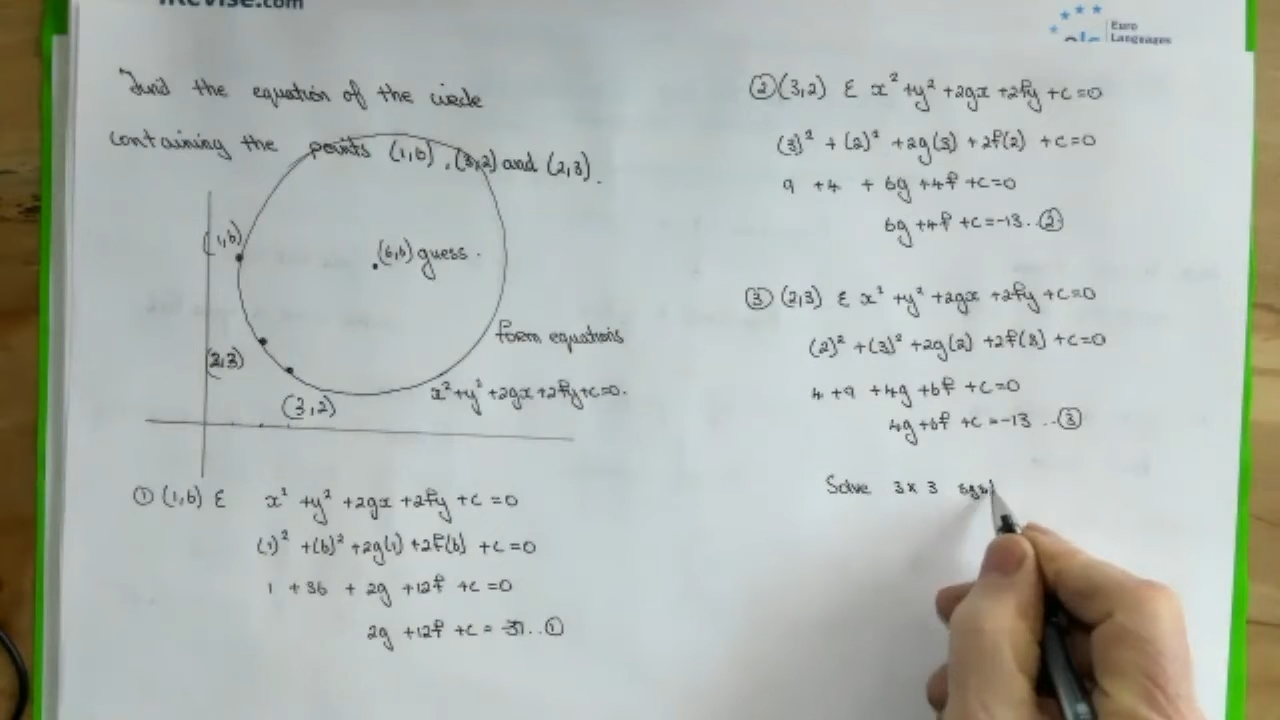 iRevise.com
Euro
Languages
Find the equation of the circle
containing the points (1,6), (3,2) and (2,3).
(1,6)
(6,6) guess.
(2,3)
(3,2)
form equations
x² + y² + 2gx + 2fy + c = 0.
① (1,6) ∈ x² + y² + 2gx + 2fy + c = 0
(1)² + (6)² + 2g(1) + 2f(6) + c = 0
1 + 36 + 2g + 12f + c = 0
2g + 12f + c = -37..①
② (3,2) ∈ x² + y² + 2gx + 2fy + c = 0
(3)² + (2)² + 2g(3) + 2f(2) + c = 0
9 + 4 + 6g + 4f + c = 0
6g + 4f + c = -13..②
③ (2,3) ∈ x² + y² + 2gx + 2fy + c = 0
(2)² + (3)² + 2g(2) + 2f(3) + c = 0
4 + 9 + 4g + 6f + c = 0
4g + 6f + c = -13 ..③
Solve 3 x 3